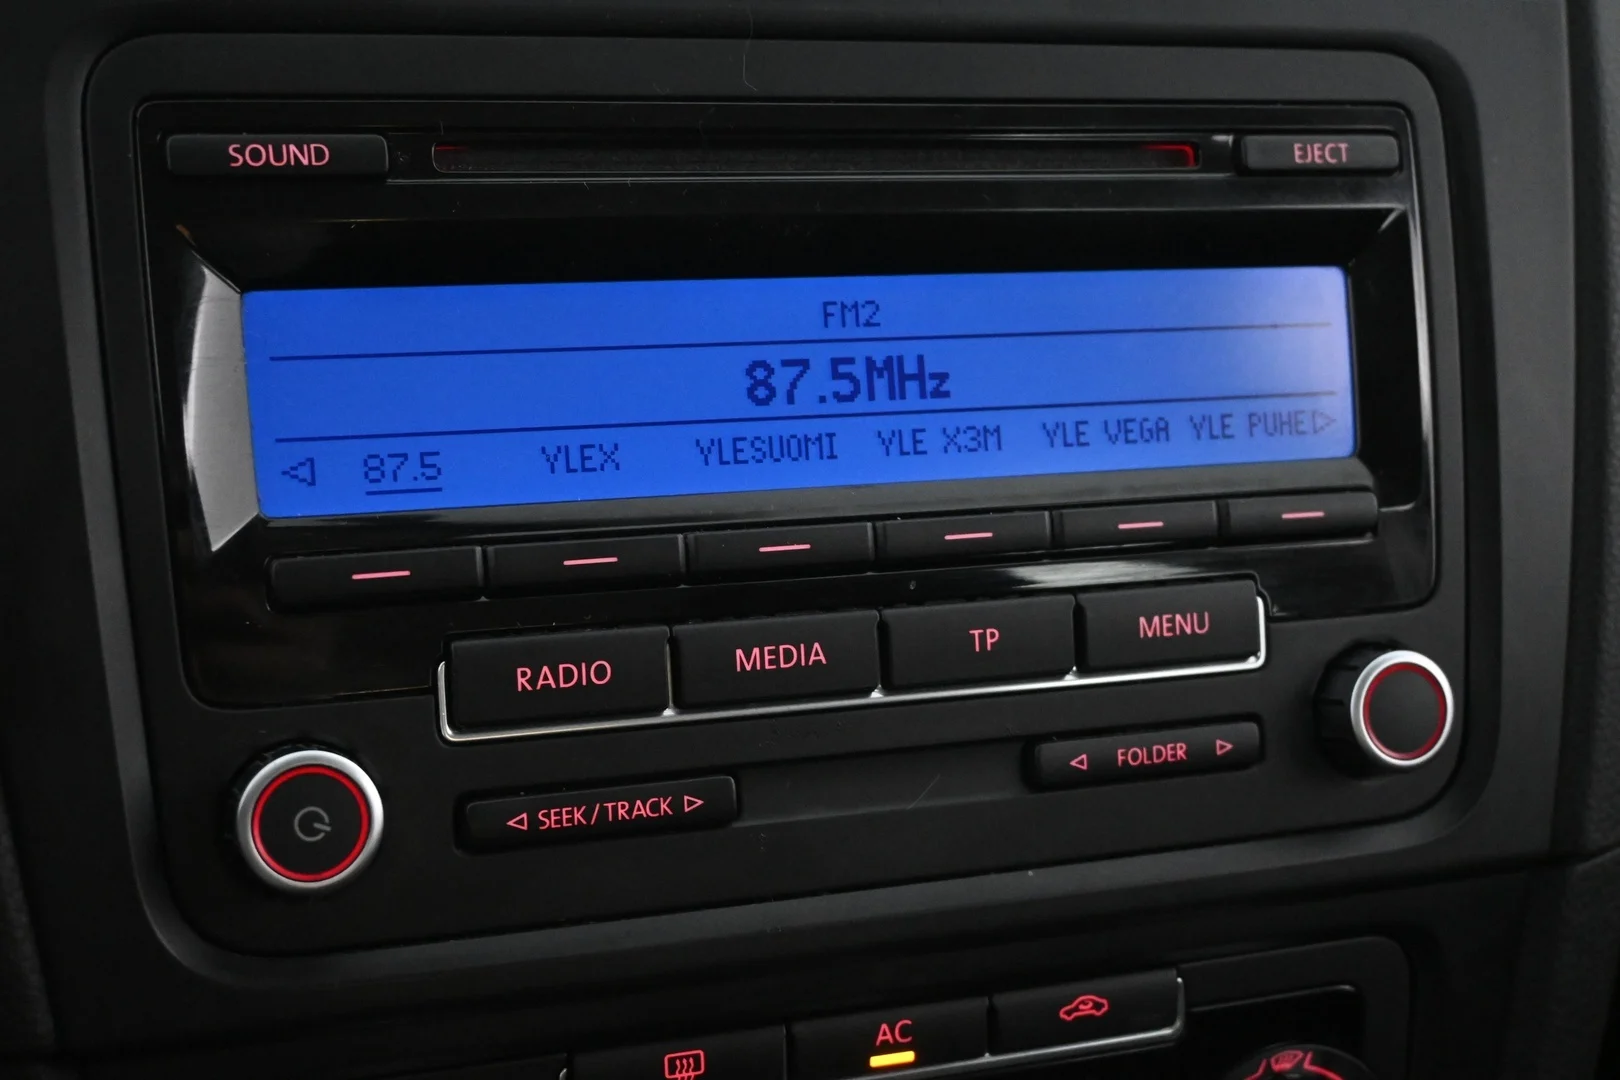 SOUND
EJECT
FM2
87.5MHz
87.5 YLEX YLESUOMI YLE X3M YLE VEGA YLE PUHE
RADIO MEDIA TP MENU
SEEK/TRACK
FOLDER
AC